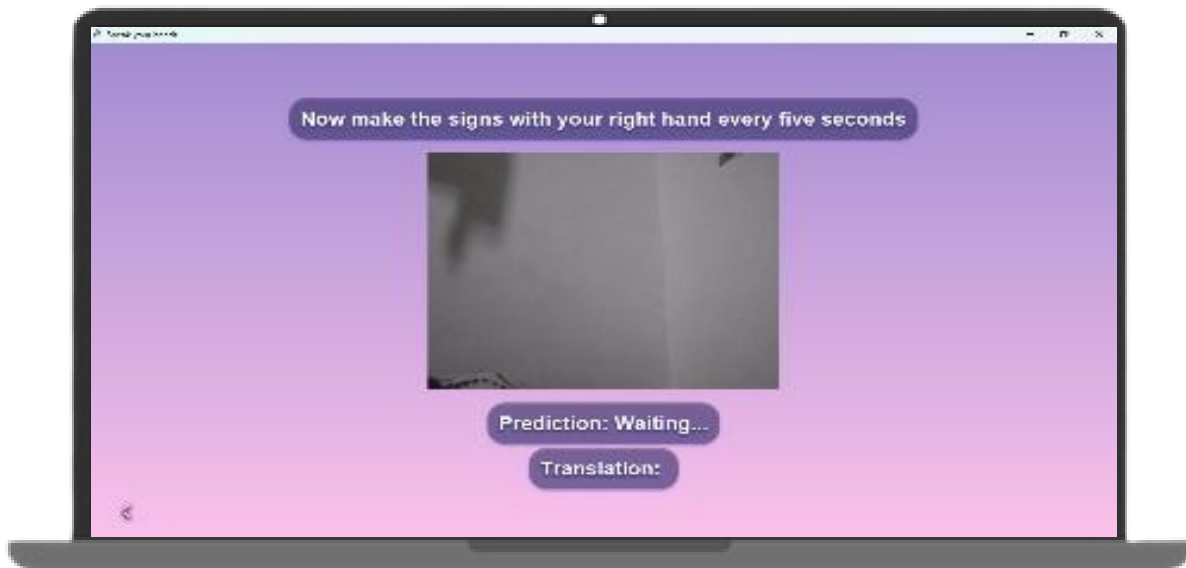 Now make the signs with your right hand every five seconds
Prediction: Waiting...
Translation: